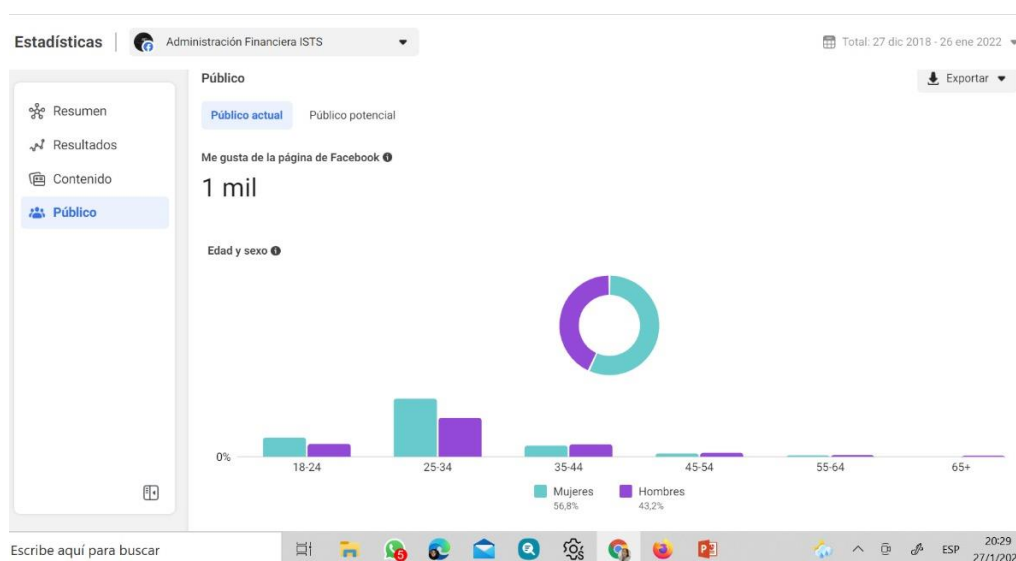 Estadísticas
Administración Financiera ISTS
Total: 27 dic 2018 - 26 ene 2022
Resumen
Resultados
Contenido
Público
Público
Exportar
Público actual
Público potencial
Me gusta de la página de Facebook
1 mil
Edad y sexo
0%
18-24 25-34 35-44 45-54 55-64 65+
Mujeres Hombres
56,8% 43,2%
Escribe aquí para buscar
5
ESP
20:29
27/1/202